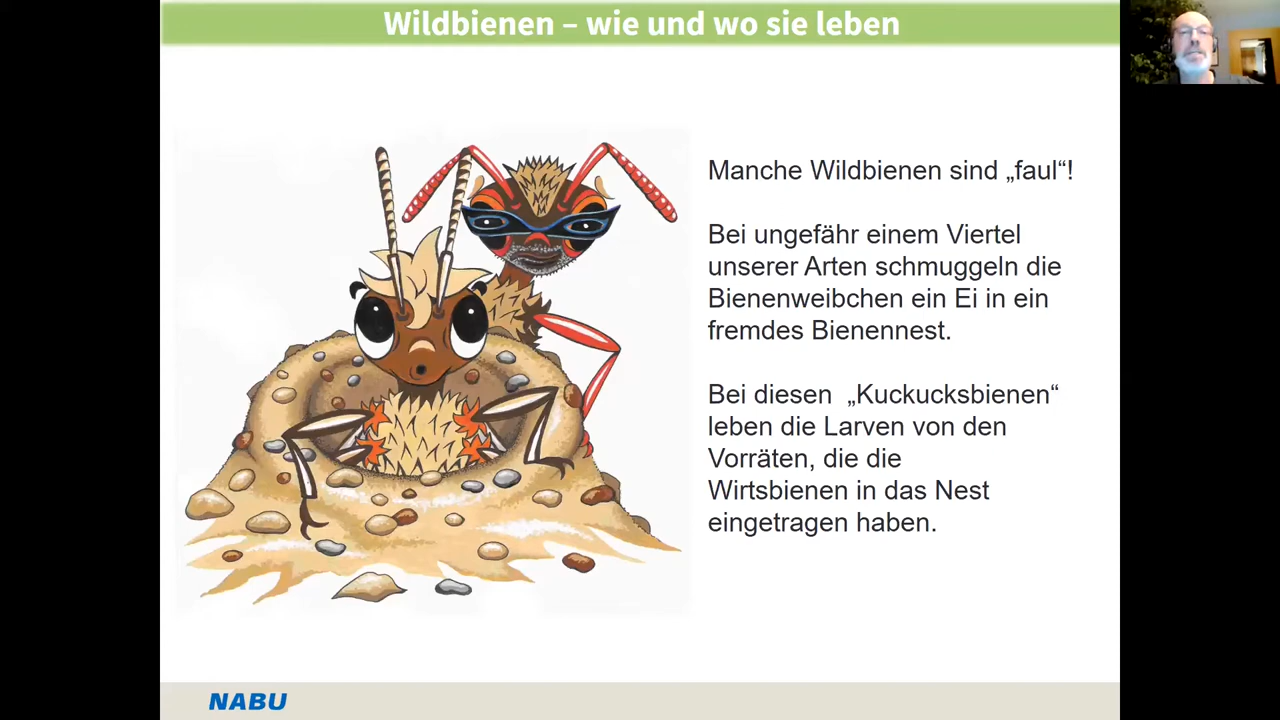 Wildbienen – wie und wo sie leben
Manche Wildbienen sind „faul“!
Bei ungefähr einem Viertel
unserer Arten schmuggeln die
Bienenweibchen ein Ei in ein
fremdes Bienennest.
Bei diesen „Kuckucksbienen“
leben die Larven von den
Vorräten, die die
Wirtsbienen in das Nest
eingetragen haben.
NABU